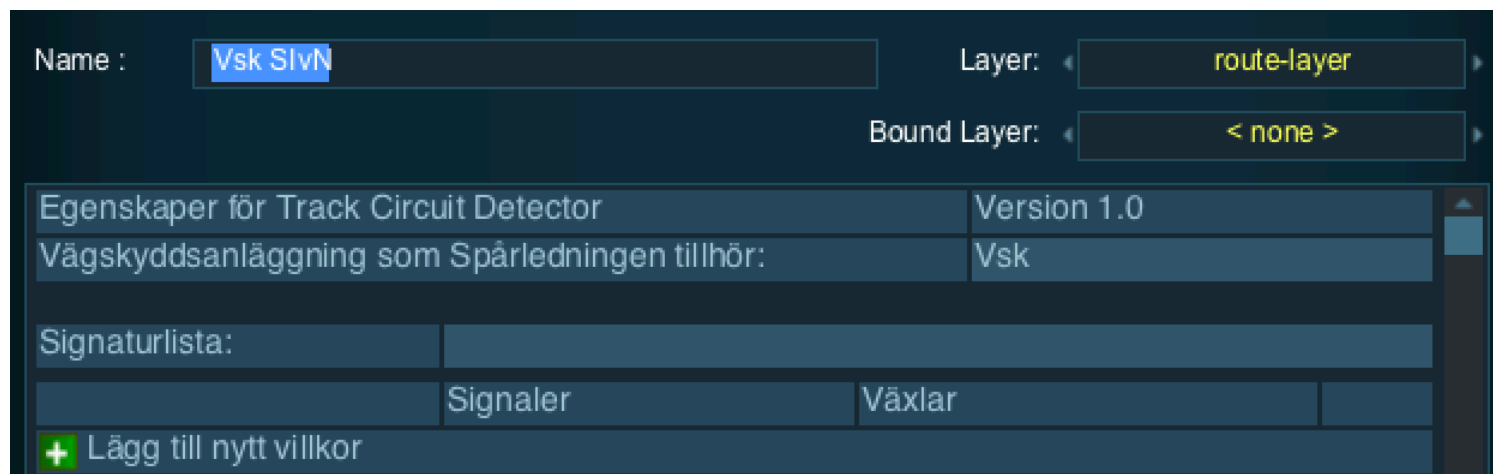 Name : Vsk SIvN Layer: route-layer
Bound Layer: < none >
Egenskaper för Track Circuit Detector Version 1.0
Vägskyddsanläggning som Spårledningen tillhör: Vsk
Signaturlista:
Signaler Växlar
Lägg till nytt villkor